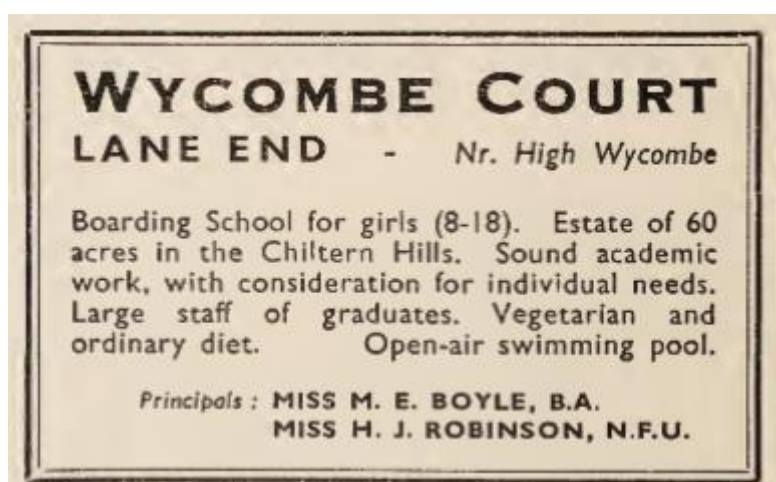 WYCOMBE COURT
LANE END - Nr. High Wycombe
Boarding School for girls (8-18). Estate of 60
acres in the Chiltern Hills. Sound academic
work, with consideration for individual needs.
Large staff of graduates. Vegetarian and
ordinary diet. Open-air swimming pool.
Principals : MISS M. E. BOYLE, B.A.
MISS H. J. ROBINSON, N.F.U.